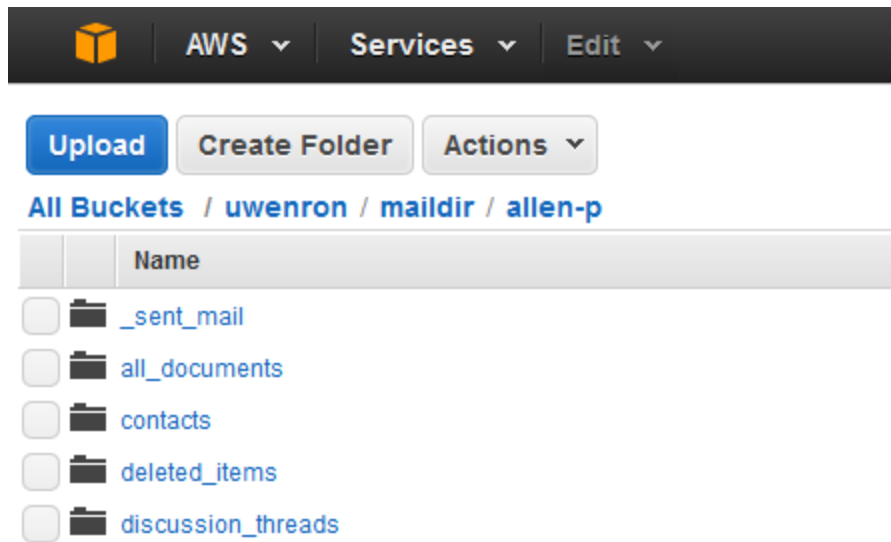 AWS Services Edit
Upload Create Folder Actions
All Buckets / uwenron / maildir / allen-p
Name
_sent_mail
all_documents
contacts
deleted_items
discussion_threads